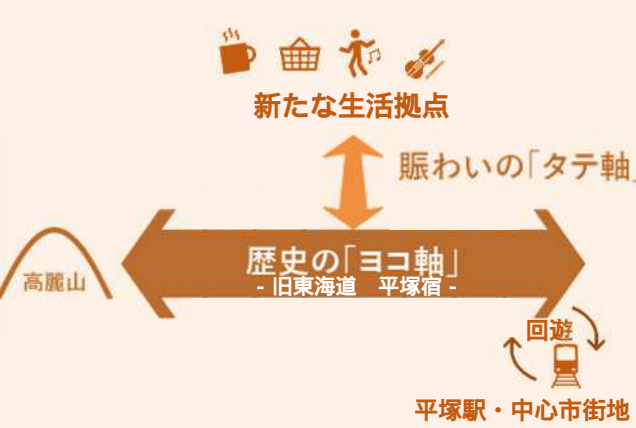 新たな生活拠点
賑わいの「タテ軸」
歴史の「ヨコ軸」
- 旧東海道　平塚宿 -
高麗山
回遊
平塚駅・中心市街地